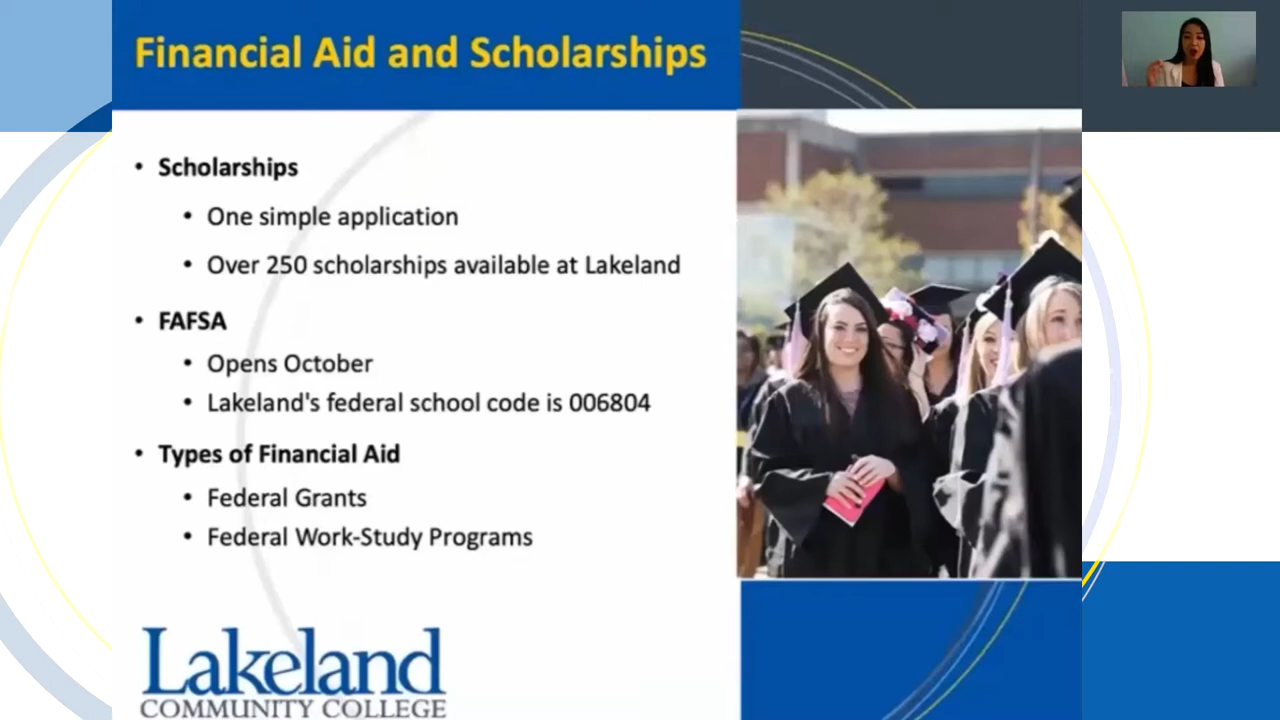 Financial Aid and Scholarships
• Scholarships
• One simple application
• Over 250 scholarships available at Lakeland
• FAFSA
• Opens October
• Lakeland's federal school code is 006804
• Types of Financial Aid
• Federal Grants
• Federal Work-Study Programs
Lakeland
COMMUNITY COLLEGE